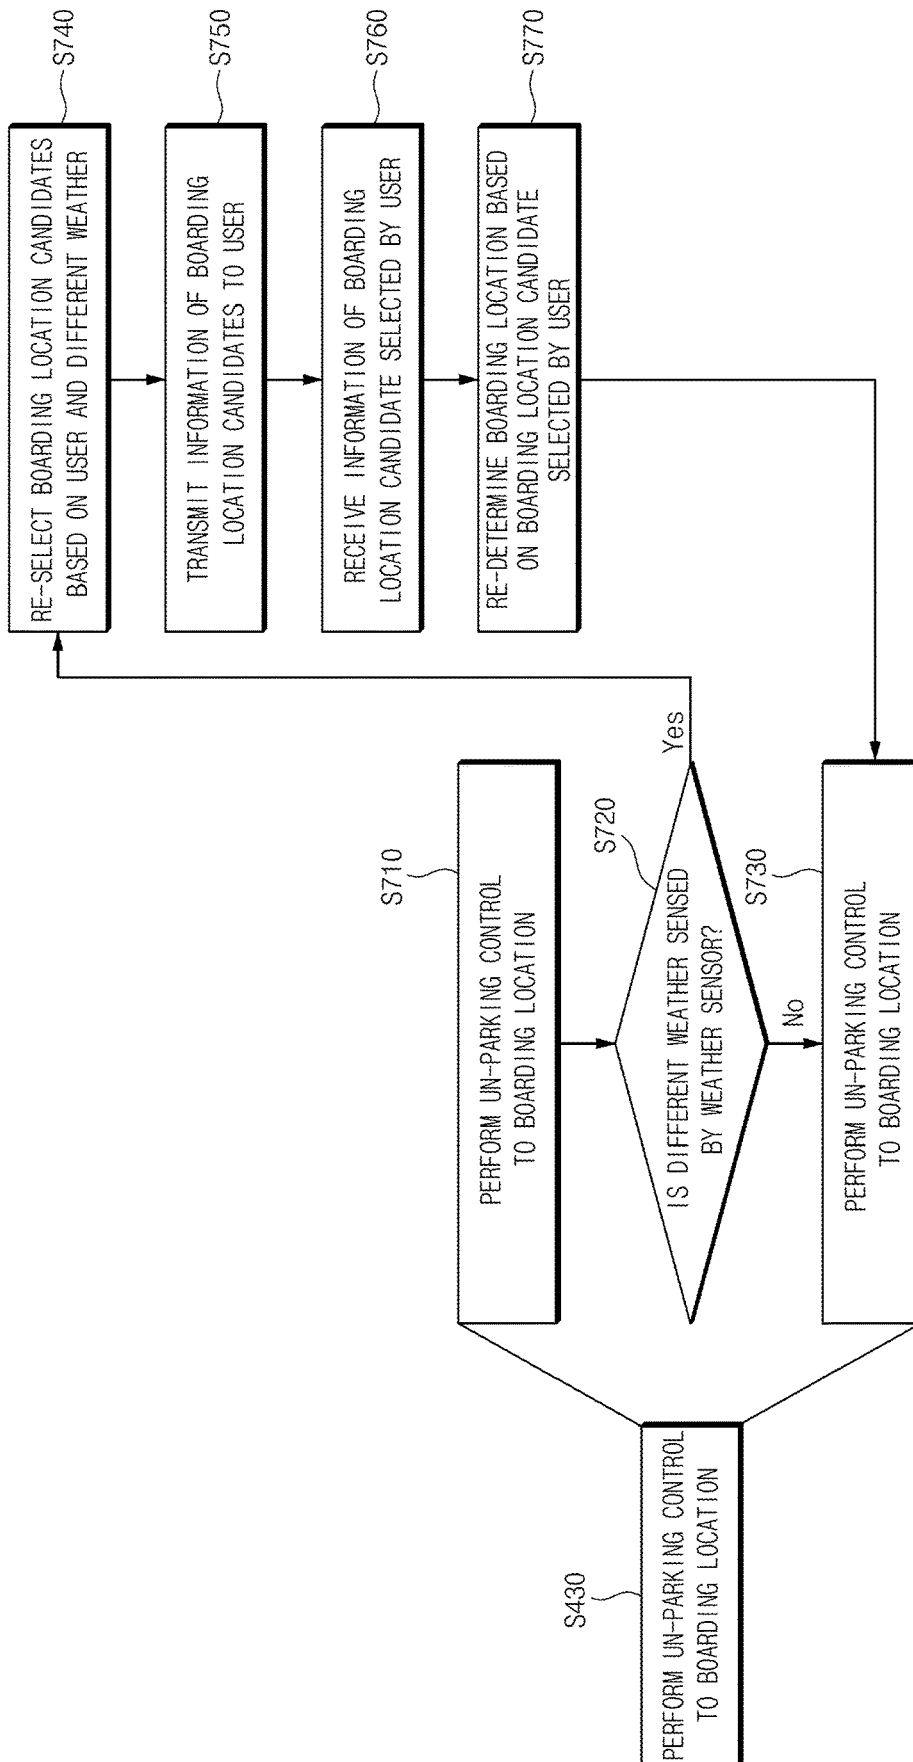 S430
PERFORM UN-PARKING CONTROL
TO BOARDING LOCATION
S710
PERFORM UN-PARKING CONTROL
TO BOARDING LOCATION
S720
IS DIFFERENT WEATHER SENSED
BY WEATHER SENSOR?
Yes
No
S730
PERFORM UN-PARKING CONTROL
TO BOARDING LOCATION
S740
RE-SELECT BOARDING LOCATION CANDIDATES
BASED ON USER AND DIFFERENT WEATHER
S750
TRANSMIT INFORMATION OF BOARDING
LOCATION CANDIDATES TO USER
S760
RECEIVE INFORMATION OF BOARDING
LOCATION CANDIDATE SELECTED BY USER
S770
RE-DETERMINE BOARDING LOCATION BASED
ON BOARDING LOCATION CANDIDATE
SELECTED BY USER